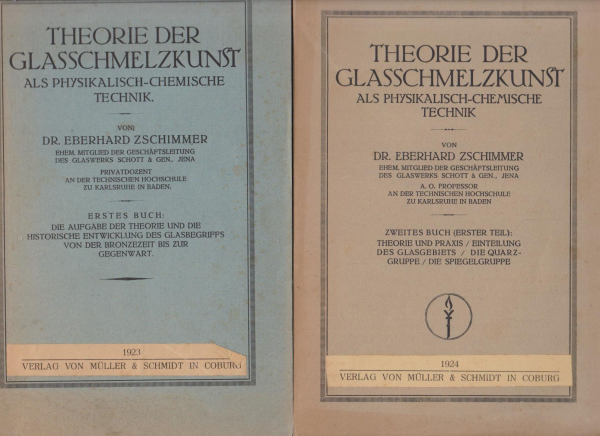 THEORIE DER
GLASSCHMELZKUNST
ALS PHYSIKALISCH-CHEMISCHE
TECHNIK.
VON:
DR. EBERHARD ZSCHIMMER
EHEM. MITGLIED DER GESCHÄFTSLEITUNG
DES GLASWERKS SCHOTT & GEN., JENA
PRIVATDOZENT
AN DER TECHNISCHEN HOCHSCHULE
ZU KARLSRUHE IN BADEN.
ERSTES BUCH:
DIE AUFGABE DER THEORIE UND DIE
HISTORISCHE ENTWICKLUNG DES GLASBEGRIFFS
VON DER BRONZEZEIT BIS ZUR
GEGENWART.
1923
VERLAG VON MÜLLER & SCHMIDT IN COBURG
THEORIE DER
GLASSCHMELZKUNST
ALS PHYSIKALISCH-CHEMISCHE
TECHNIK
VON
DR. EBERHARD ZSCHIMMER
EHEM. MITGLIED DER GESCHÄFTSLEITUNG
DES GLASWERKS SCHOTT & GEN., JENA
A. O. PROFESSOR
AN DER TECHNISCHEN HOCHSCHULE
ZU KARLSRUHE IN BADEN
ZWEITES BUCH (ERSTER TEIL):
THEORIE UND PRAXIS / EINTEILUNG
DES GLASGEBIETS / DIE QUARZ-
GRUPPE / DIE SPIEGELGRUPPE
1924
VERLAG VON MÜLLER & SCHMIDT IN COBURG